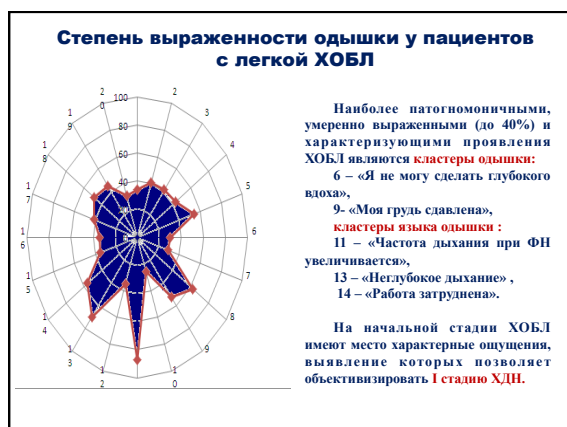 Степень выраженности одышки у пациентов
с легкой ХОБЛ
100
80
60
40
2
3
4
5
6
7
8
9
1
0
1
2
1
3
1
4
1
5
1
6
1
7
1
8
1
9
2
0
Наиболее патогномоничными,
умеренно выраженными (до 40%) и
характеризующими проявления
ХОБЛ являются кластеры одышки:
6 – «Я не могу сделать глубокого
вдоха»,
9- «Моя грудь сдавлена»,
кластеры языка одышки :
11 – «Частота дыхания при ФН
увеличивается»,
13 – «Неглубокое дыхание» ,
14 – «Работа затруднена».
На начальной стадии ХОБЛ
имеют место характерные ощущения,
выявление которых позволяет
объективизировать I стадию ХДН.